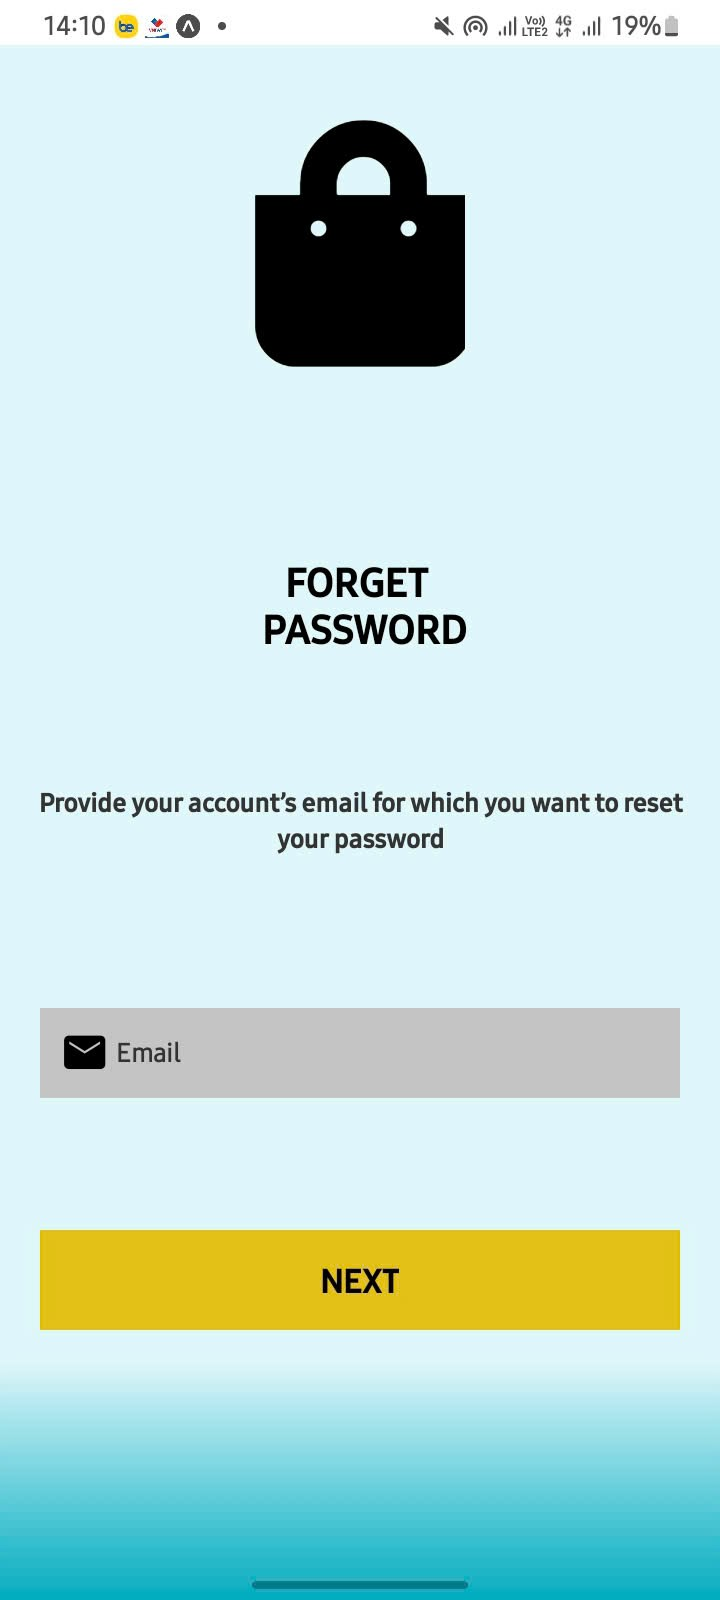 14:10 be Vo)) LTE2 4G 19%
FORGET
PASSWORD
Provide your account’s email for which you want to reset
your password
Email
NEXT